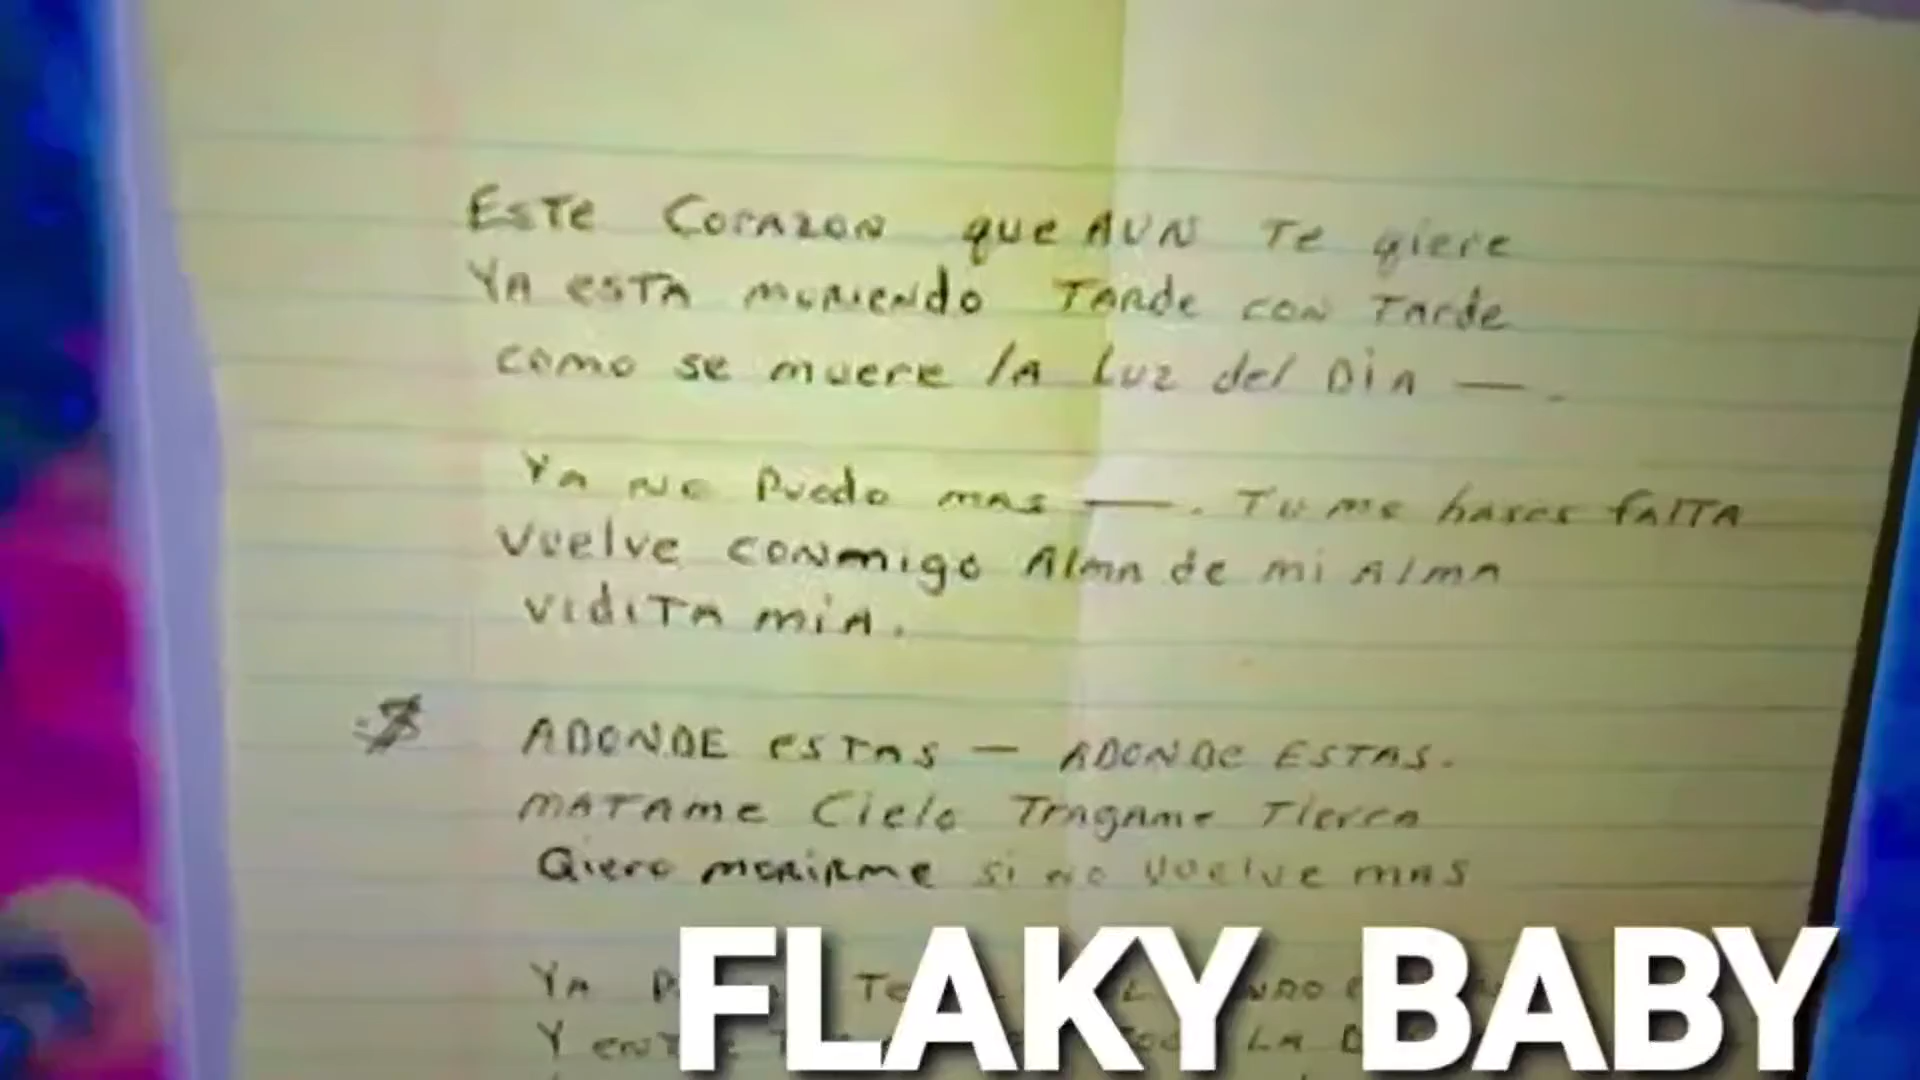 Este Corazon que AUN Te qiere
YA esTA muriendo Tarde con Tarde
como se muere la Luz del Dia —.
Ya no Puedo mas —. Tu me hases falTA
Vuelve conmigo Alma de mi Alma
vidiTA miA.
ADONDE esTAs — ADONDE ESTAS.
MATAme Cielo TragAme Tierra
Qiero moriRme si no vuelve mas
YA
Y
LA
FLAKY BABY